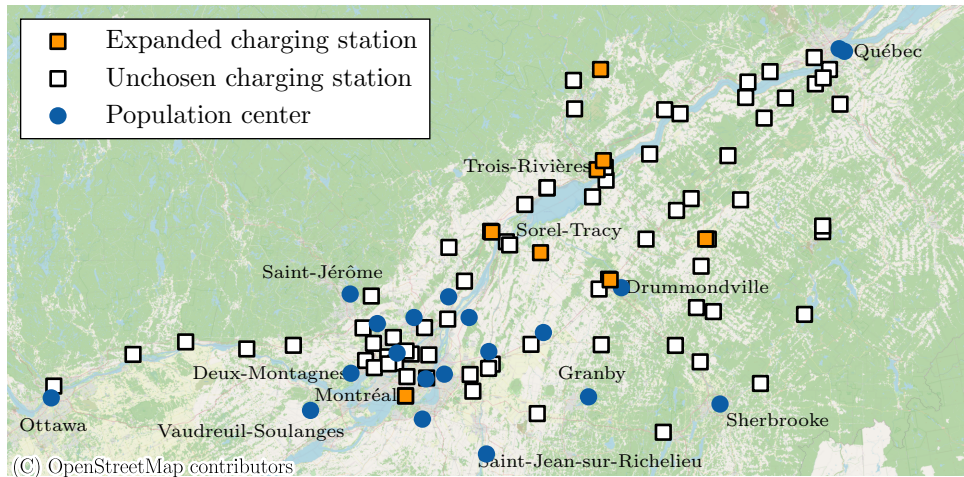 Expanded charging station
Unchosen charging station
Population center
Québec
Trois-Rivières
Sorel-Tracy
Saint-Jérôme
Drummondville
Deux-Montagnes
Granby
Montréal
Sherbrooke
Ottawa
Vaudreuil-Soulanges
Saint-Jean-sur-Richelieu
(C) OpenStreetMap contributors